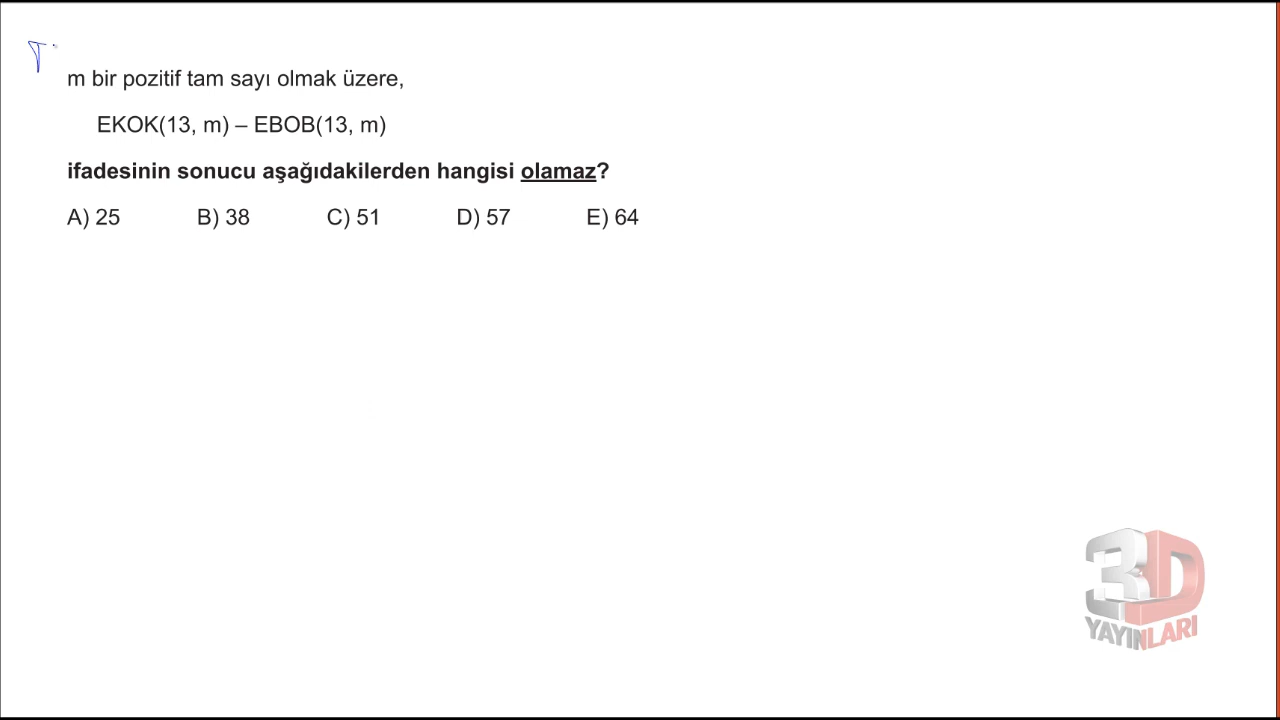 T
m bir pozitif tam sayı olmak üzere,
EKOK(13, m) – EBOB(13, m)
ifadesinin sonucu aşağıdakilerden hangisi olamaz?
A) 25 B) 38 C) 51 D) 57 E) 64
3D
YAYINLARI